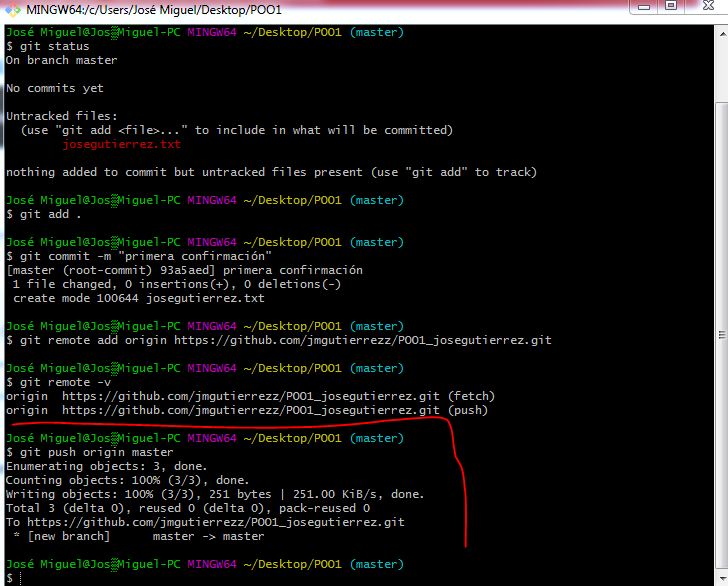 MINGW64:/c/Users/José Miguel/Desktop/POO1
José Miguel@Jos▒Miguel-PC MINGW64 ~/Desktop/POO1 (master)
$ git status
On branch master
No commits yet
Untracked files:
(use "git add <file>..." to include in what will be committed)
josegutierrez.txt
nothing added to commit but untracked files present (use "git add" to track)
José Miguel@Jos▒Miguel-PC MINGW64 ~/Desktop/POO1 (master)
$ git add .
José Miguel@Jos▒Miguel-PC MINGW64 ~/Desktop/POO1 (master)
$ git commit -m "primera confirmación"
[master (root-commit) 93a5aed] primera confirmación
1 file changed, 0 insertions(+), 0 deletions(-)
create mode 100644 josegutierrez.txt
José Miguel@Jos▒Miguel-PC MINGW64 ~/Desktop/POO1 (master)
$ git remote add origin https://github.com/jmgutierrezz/POO1_josegutierrez.git
José Miguel@Jos▒Miguel-PC MINGW64 ~/Desktop/POO1 (master)
$ git remote -v
origin https://github.com/jmgutierrezz/POO1_josegutierrez.git (fetch)
origin https://github.com/jmgutierrezz/POO1_josegutierrez.git (push)
José Miguel@Jos▒Miguel-PC MINGW64 ~/Desktop/POO1 (master)
$ git push origin master
Enumerating objects: 3, done.
Counting objects: 100% (3/3), done.
Writing objects: 100% (3/3), 251 bytes | 251.00 KiB/s, done.
Total 3 (delta 0), reused 0 (delta 0), pack-reused 0
To https://github.com/jmgutierrezz/POO1_josegutierrez.git
* [new branch] master -> master
José Miguel@Jos▒Miguel-PC MINGW64 ~/Desktop/POO1 (master)
$